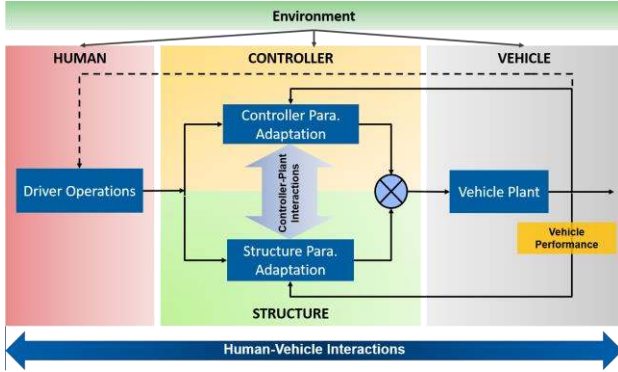 Environment
HUMAN
CONTROLLER
VEHICLE
Controller Para.
Adaptation
Driver Operations
Controller-Plant
Interactions
Vehicle Plant
Vehicle
Performance
Structure Para.
Adaptation
STRUCTURE
Human-Vehicle Interactions